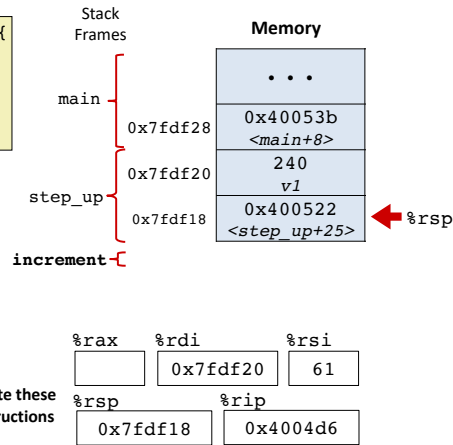 {
Stack
Frames
Memory
• • •
main
0x7fdf28
0x40053b
<main+8>
0x7fdf20
240
v1
step_up
0x7fdf18
0x400522
<step_up+25>
%rsp
increment
%rax %rdi %rsi
0x7fdf20 61
te these
ructions
%rsp %rip
0x7fdf18 0x4004d6